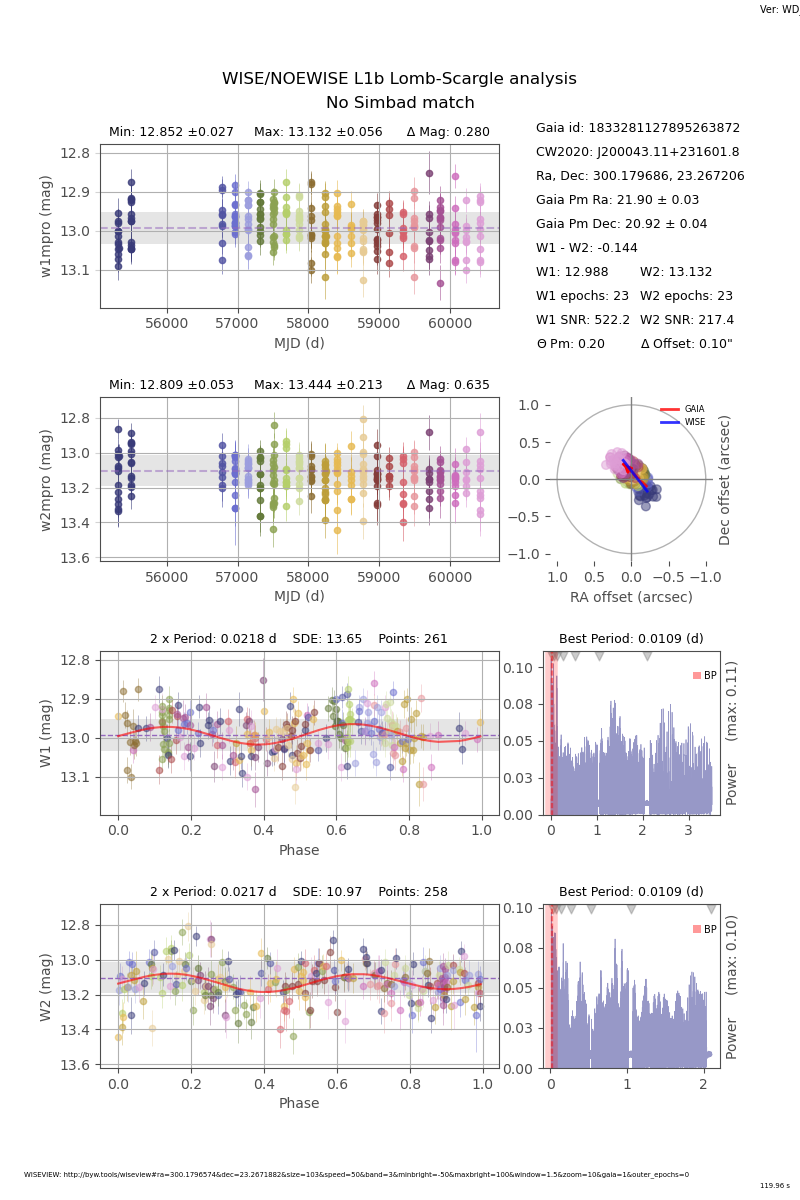 Ver: WD_
WISE/NOEWISE L1b Lomb-Scargle analysis
No Simbad match
Min: 12.852 ±0.027 Max: 13.132 ±0.056 Δ Mag: 0.280
12.8
12.9
13.0
13.1
w1mpro (mag)
56000 57000 58000 59000 60000
MJD (d)
Gaia id: 1833281127895263872
CW2020: J200043.11+231601.8
Ra, Dec: 300.179686, 23.267206
Gaia Pm Ra: 21.90 ± 0.03
Gaia Pm Dec: 20.92 ± 0.04
W1 - W2: -0.144
W1: 12.988 W2: 13.132
W1 epochs: 23 W2 epochs: 23
W1 SNR: 522.2 W2 SNR: 217.4
Θ Pm: 0.20 Δ Offset: 0.10"
Min: 12.809 ±0.053 Max: 13.444 ±0.213 Δ Mag: 0.635
12.8
13.0
13.2
13.4
13.6
w2mpro (mag)
56000 57000 58000 59000 60000
MJD (d)
1.0
0.5
0.0
−0.5
−1.0
GAIA
WISE
Dec offset (arcsec)
1.0 0.5 0.0 −0.5 −1.0
RA offset (arcsec)
2 x Period: 0.0218 d SDE: 13.65 Points: 261
12.8
12.9
13.0
13.1
W1 (mag)
0.0 0.2 0.4 0.6 0.8 1.0
Phase
Best Period: 0.0109 (d)
0.10
0.08
0.05
0.03
0.00
BP
Power (max: 0.11)
0 1 2 3
2 x Period: 0.0217 d SDE: 10.97 Points: 258
12.8
13.0
13.2
13.4
13.6
W2 (mag)
0.0 0.2 0.4 0.6 0.8 1.0
Phase
Best Period: 0.0109 (d)
0.10
0.08
0.05
0.03
0.00
BP
Power (max: 0.10)
0 1 2
WISEVIEW: http://byw.tools/wiseview#ra=300.1796574&dec=23.2671882&size=103&speed=50&band=3&minbright=-50&maxbright=100&window=1.5&zoom=10&gaia=1&outer_epochs=0
119.96 s